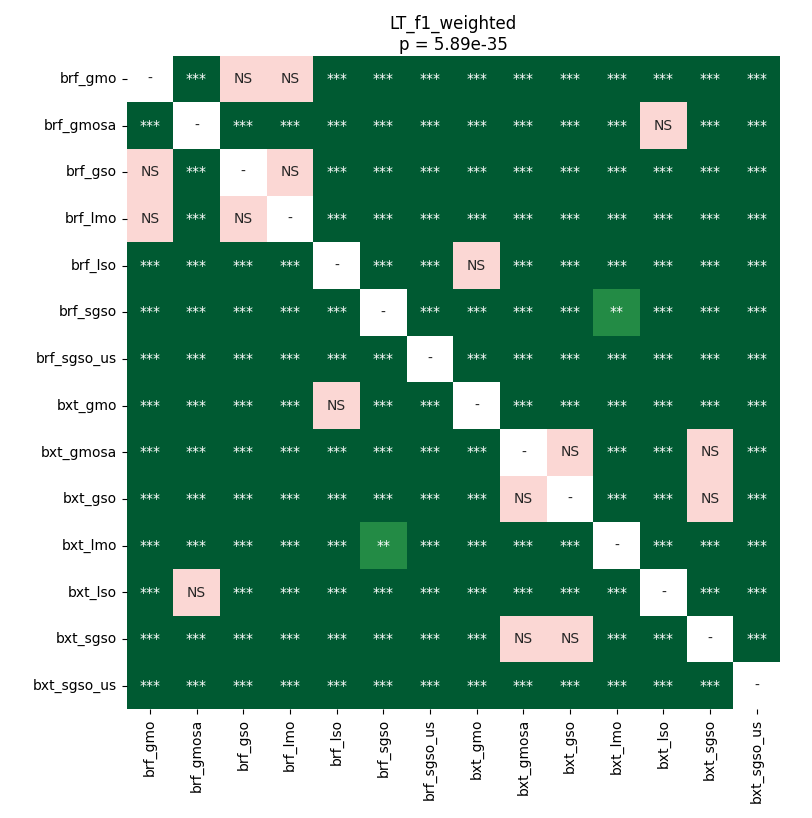 LT_f1_weighted
p = 5.89e-35
brf_gmo - *** NS NS *** *** *** *** *** *** *** *** *** ***
brf_gmosa *** - *** *** *** *** *** *** *** *** *** NS *** ***
brf_gso NS *** - NS *** *** *** *** *** *** *** *** *** ***
brf_lmo NS *** NS - *** *** *** *** *** *** *** *** *** ***
brf_lso *** *** *** *** - *** *** NS *** *** *** *** *** ***
brf_sgso *** *** *** *** *** - *** *** *** *** ** *** *** ***
brf_sgso_us *** *** *** *** *** *** - *** *** *** *** *** *** ***
bxt_gmo *** *** *** *** NS *** *** - *** *** *** *** *** ***
bxt_gmosa *** *** *** *** *** *** *** *** - NS *** *** NS ***
bxt_gso *** *** *** *** *** *** *** *** NS - *** *** NS ***
bxt_lmo *** *** *** *** *** ** *** *** *** *** - *** *** ***
bxt_lso *** NS *** *** *** *** *** *** *** *** *** - *** ***
bxt_sgso *** *** *** *** *** *** *** *** NS NS *** *** - ***
bxt_sgso_us *** *** *** *** *** *** *** *** *** *** *** *** *** -
brf_gmo brf_gmosa brf_gso brf_lmo brf_lso brf_sgso brf_sgso_us bxt_gmo bxt_gmosa bxt_gso bxt_lmo bxt_lso bxt_sgso bxt_sgso_us